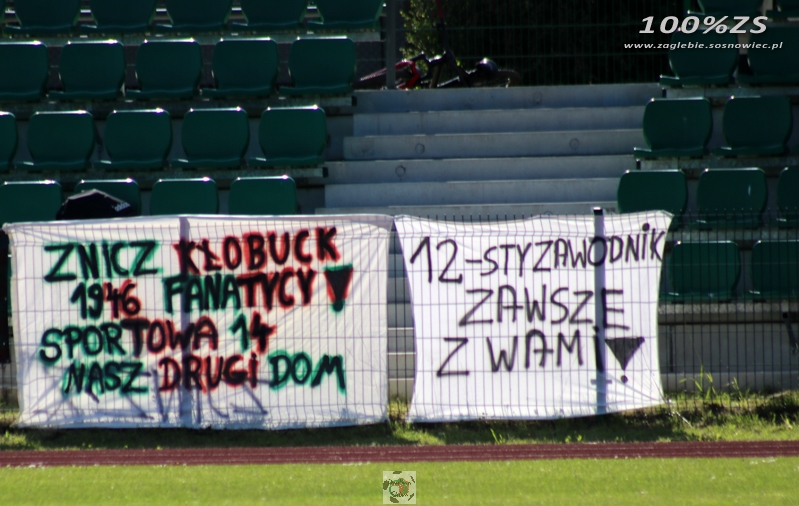 100%ZS
www.zaglebie.sosnowiec.pl
ZNICZ KŁOBUCK
1946 FANATYCY
SPORTOWA 14
NASZ DRUGI DOM
12-STY ZAWODNIK
ZAWSZE
Z WAMI